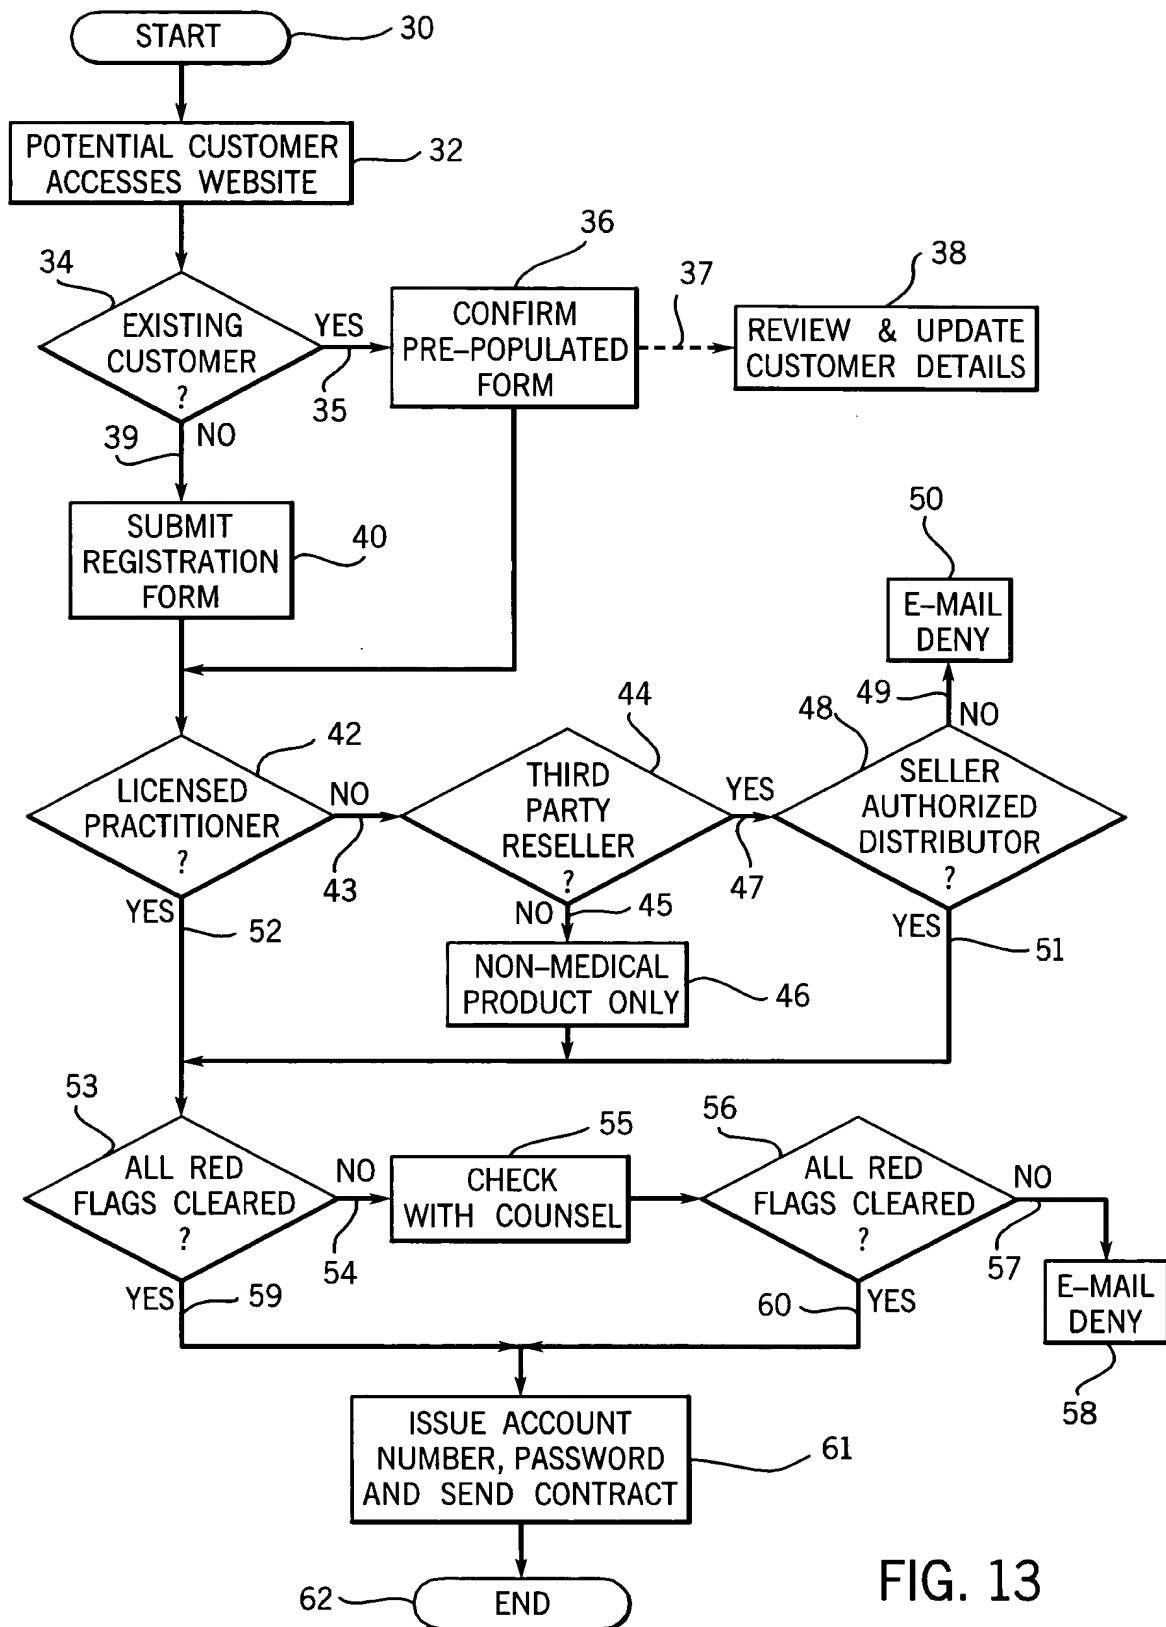 START
30
POTENTIAL CUSTOMER
ACCESSES WEBSITE
32
34
EXISTING
CUSTOMER
?
YES
35
36
CONFIRM
PRE-POPULATED
FORM
37
38
REVIEW & UPDATE
CUSTOMER DETAILS
39
NO
SUBMIT
REGISTRATION
FORM
40
50
E-MAIL
DENY
49
NO
42
LICENSED
PRACTITIONER
?
NO
43
44
THIRD
PARTY
RESELLER
?
YES
47
48
SELLER
AUTHORIZED
DISTRIBUTOR
?
YES
52
NO
45
YES
51
NON-MEDICAL
PRODUCT ONLY
46
53
ALL RED
FLAGS CLEARED
?
NO
54
55
CHECK
WITH COUNSEL
56
ALL RED
FLAGS CLEARED
?
NO
57
E-MAIL
DENY
58
YES
59
60
YES
ISSUE ACCOUNT
NUMBER, PASSWORD
AND SEND CONTRACT
61
62
END
FIG. 13